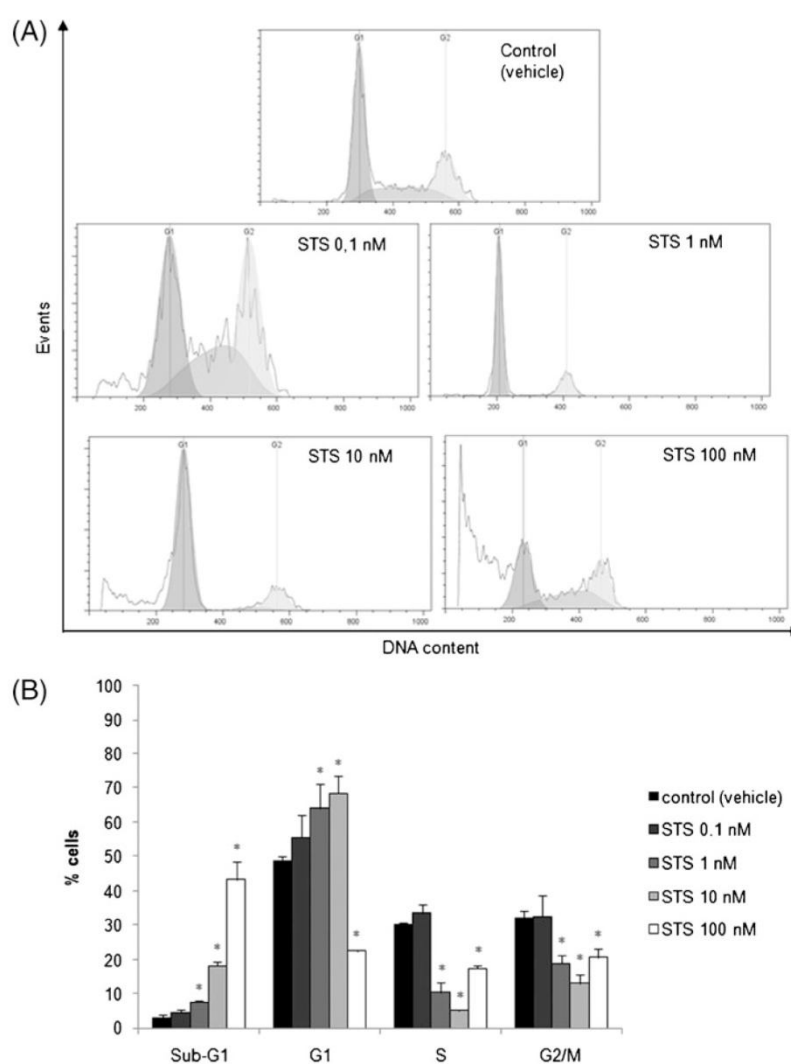 (A)
G1
G2
Control
(vehicle)
200
400
600
800
1000
G1
G2
STS 0,1 nM
0
200
400
600
800
1000
G1
G2
STS 1 nM
0
200
400
600
800
1000
Events
G1
G2
STS 10 nM
0
200
400
600
800
1000
G1
G2
STS 100 nM
0
200
400
600
800
1000
DNA content
(B)
100
90
80
70
60
50
40
30
20
10
0
% cells
* * * * * * * * * * * *
Sub-G1
G1
S
G2/M
control (vehicle)
STS 0.1 nM
STS 1 nM
STS 10 nM
STS 100 nM